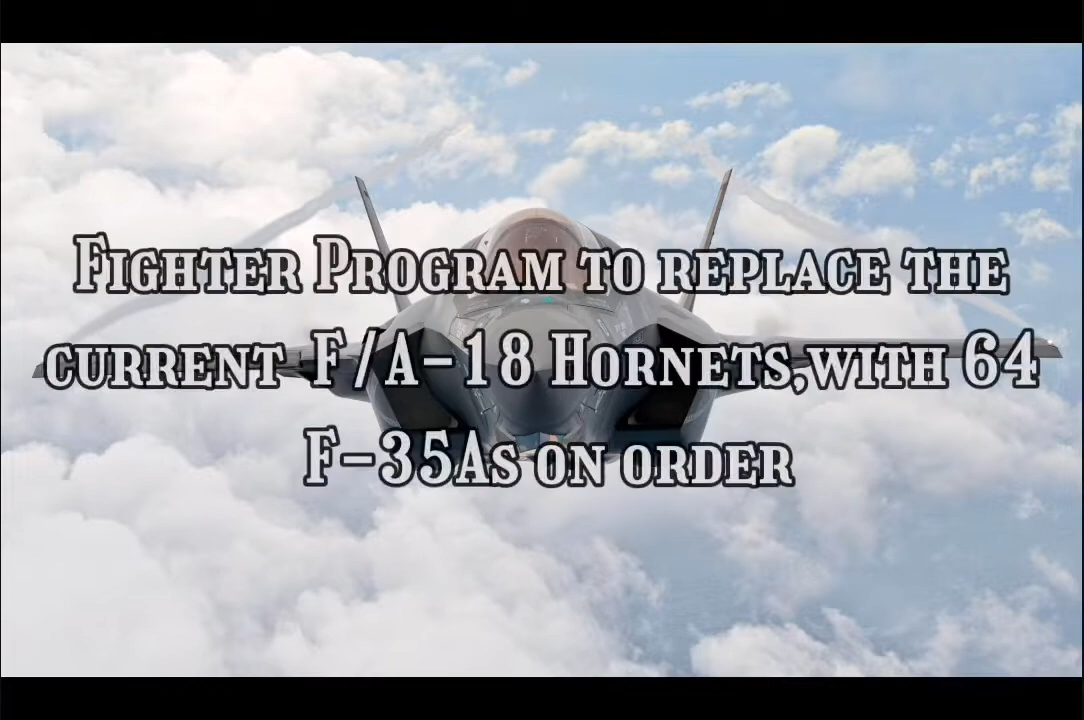 Fighter Program to replace the
current F/A-18 Hornets,with 64
F-35As on order